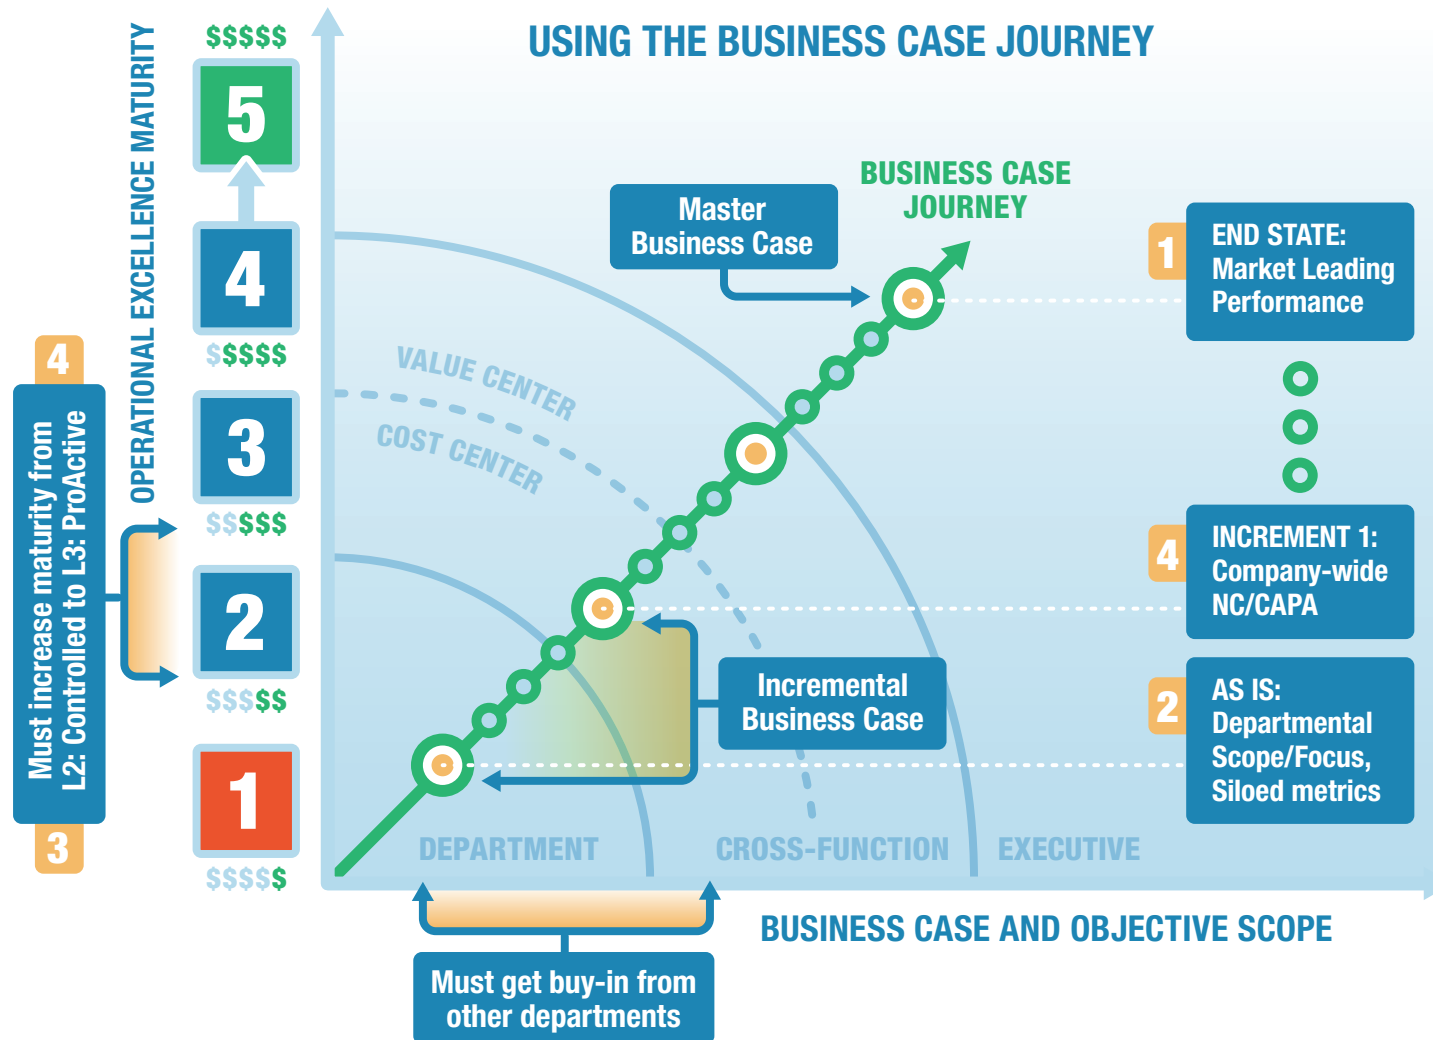 USING THE BUSINESS CASE JOURNEY
OPERATIONAL EXCELLENCE MATURITY
$$$$$
5
4
$$$$$
3
$$$$$
2
$$$$$
1
$$$$$
4
Must increase maturity from
L2: Controlled to L3: ProActive
3
BUSINESS CASE
JOURNEY
Master
Business Case
VALUE CENTER
COST CENTER
Incremental
Business Case
1
END STATE:
Market Leading
Performance
4
INCREMENT 1:
Company-wide
NC/CAPA
2
AS IS:
Departmental
Scope/Focus,
Siloed metrics
DEPARTMENT
CROSS-FUNCTION
EXECUTIVE
BUSINESS CASE AND OBJECTIVE SCOPE
Must get buy-in from
other departments